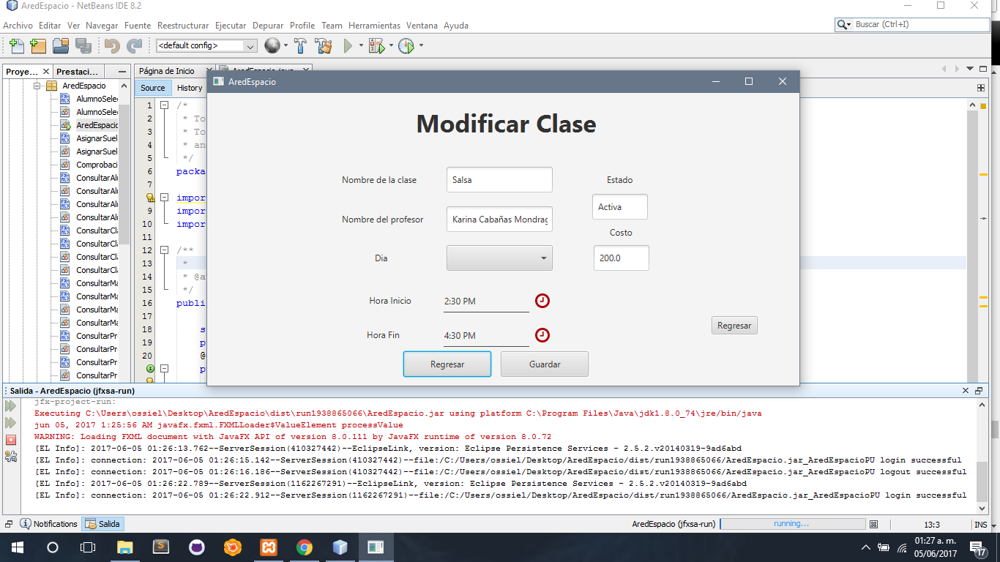 AredEspacio - NetBeans IDE 8.2
Archivo Editar Ver Navegar Fuente Reestructurar Ejecutar Depurar Profile Team Herramientas Ventana Ayuda
Buscar (Ctrl+I)
<default config>
Proye... Prestaci...
Página de Inicio
AredEspacio.java
Source History
AredEspacio
AlumnoSele
AlumnoSele
AredEspacio
AsignarSuel
AsignarSuel
Comprobaci
ConsultarAlu
ConsultarAlu
ConsultarAlu
ConsultarAlu
ConsultarCla
ConsultarCla
ConsultarCla
ConsultarCla
ConsultarMa
ConsultarMa
ConsultarMa
ConsultarMa
ConsultarPr
ConsultarPr
ConsultarPr
ConsultarPr
1 /*
2 * To
3 * To
4 * an
5 */
6 packa
7
impor
9 impor
10 impor
11
12 /**
13 *
14 * @a
15 */
16 publi
17
18 s
19 p
20 @
p
AredEspacio
Modificar Clase
Nombre de la clase Salsa Estado
Activa
Nombre del profesor Karina Cabañas Mondrag
Costo
Dia 200.0
Hora Inicio 2:30 PM
Hora Fin 4:30 PM
Regresar
Regresar Guardar
Salida - AredEspacio (jfxsa-run)
jfx-project-run:
Executing C:\Users\ossiel\Desktop\AredEspacio\dist\run1938865066\AredEspacio.jar using platform C:\Program Files\Java\jdk1.8.0_74\jre/bin/java
jun 05, 2017 1:25:56 AM javafx.fxml.FXMLLoader$ValueElement processValue
WARNING: Loading FXML document with JavaFX API of version 8.0.111 by JavaFX runtime of version 8.0.72
[EL Info]: 2017-06-05 01:26:13.762--ServerSession(410327442)--EclipseLink, version: Eclipse Persistence Services - 2.5.2.v20140319-9ad6abd
[EL Info]: connection: 2017-06-05 01:26:15.142--ServerSession(410327442)--file:/C:/Users/ossiel/Desktop/AredEspacio/dist/run1938865066/AredEspacio.jar_AredEspacioPU login successful
[EL Info]: connection: 2017-06-05 01:26:16.186--ServerSession(410327442)--file:/C:/Users/ossiel/Desktop/AredEspacio/dist/run1938865066/AredEspacio.jar_AredEspacioPU logout successful
[EL Info]: 2017-06-05 01:26:22.789--ServerSession(1162267291)--EclipseLink, version: Eclipse Persistence Services - 2.5.2.v20140319-9ad6abd
[EL Info]: connection: 2017-06-05 01:26:22.912--ServerSession(1162267291)--file:/C:/Users/ossiel/Desktop/AredEspacio/dist/run1938865066/AredEspacio.jar_AredEspacioPU login successful
Notifications Salida
AredEspacio (jfxsa-run) running... 13:3 INS
01:27 a. m.
05/06/2017
17